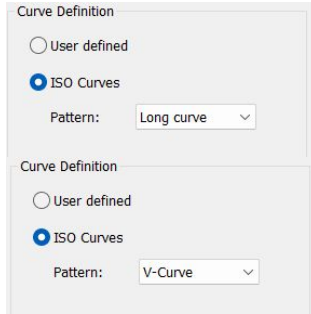 Curve Definition
User defined
ISO Curves
Pattern: Long curve
Curve Definition
User defined
ISO Curves
Pattern: V-Curve